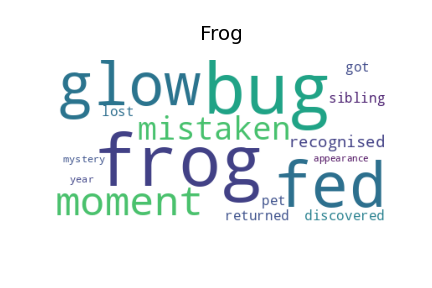 Frog
got
glow bug
sibling
lost
mistaken
recognised
frog
mystery
appearance
fed
year
moment
pet
returned
discovered